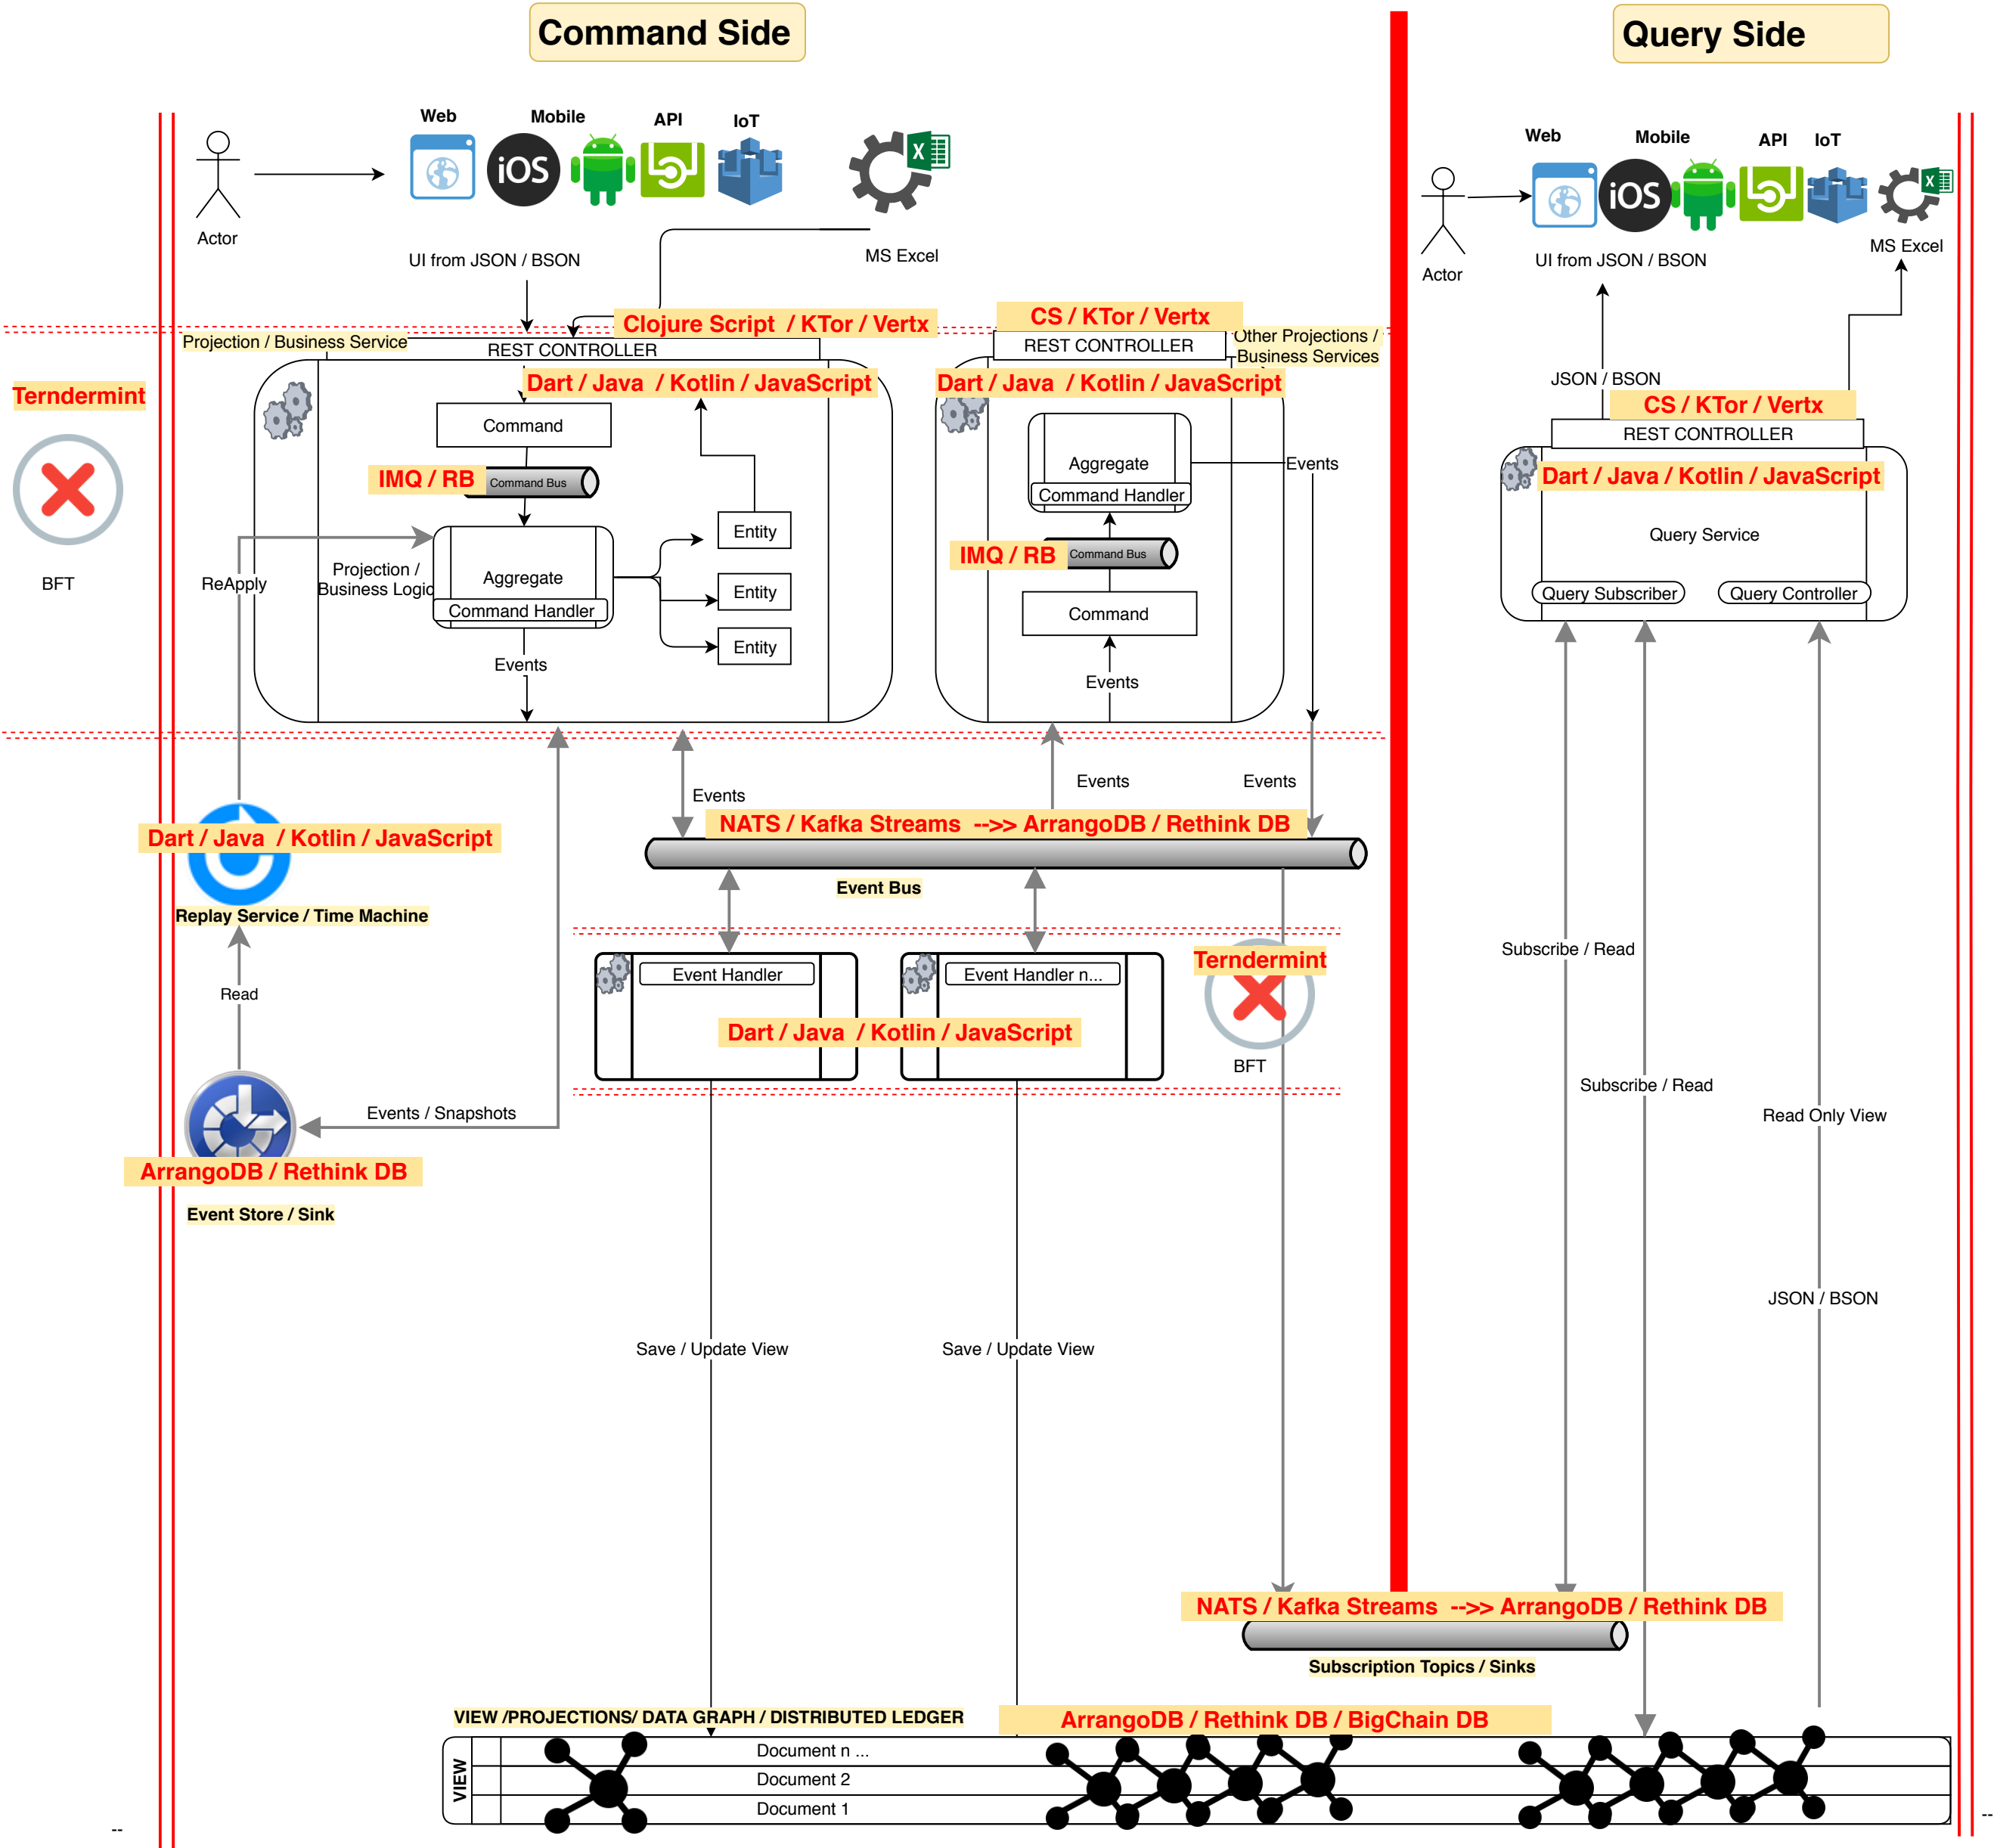 Command Side
Query Side
Web
Mobile
API
IoT
Web
Mobile
API
IoT
iOS
X
iOS
X
Actor
UI from JSON / BSON
MS Excel
Actor
UI from JSON / BSON
MS Excel
Clojure Script / KTor / Vertx
CS / KTor / Vertx
Projection / Business Service
REST CONTROLLER
REST CONTROLLER
Other Projections /
Business Services
Terndermint
Dart / Java / Kotlin / JavaScript
Dart / Java / Kotlin / JavaScript
JSON / BSON
CS / KTor / Vertx
REST CONTROLLER
Command
Aggregate
Command Handler
Events
Dart / Java / Kotlin / JavaScript
IMQ / RB
Command Bus
Entity
Query Service
IMQ / RB
Command Bus
BFT
ReApply
Projection /
Business Logic
Aggregate
Command Handler
Entity
Query Subscriber
Query Controller
Command
Entity
Events
Events
Events
Events
Events
NATS / Kafka Streams -->> ArrangoDB / Rethink DB
Dart / Java / Kotlin / JavaScript
Event Bus
Replay Service / Time Machine
Subscribe / Read
Terndermint
Event Handler
Event Handler n...
Read
Dart / Java / Kotlin / JavaScript
BFT
Subscribe / Read
Events / Snapshots
Read Only View
ArrangoDB / Rethink DB
Event Store / Sink
JSON / BSON
Save / Update View
Save / Update View
NATS / Kafka Streams -->> ArrangoDB / Rethink DB
Subscription Topics / Sinks
VIEW /PROJECTIONS/ DATA GRAPH / DISTRIBUTED LEDGER
ArrangoDB / Rethink DB / BigChain DB
VIEW
Document n ...
Document 2
Document 1
--
--